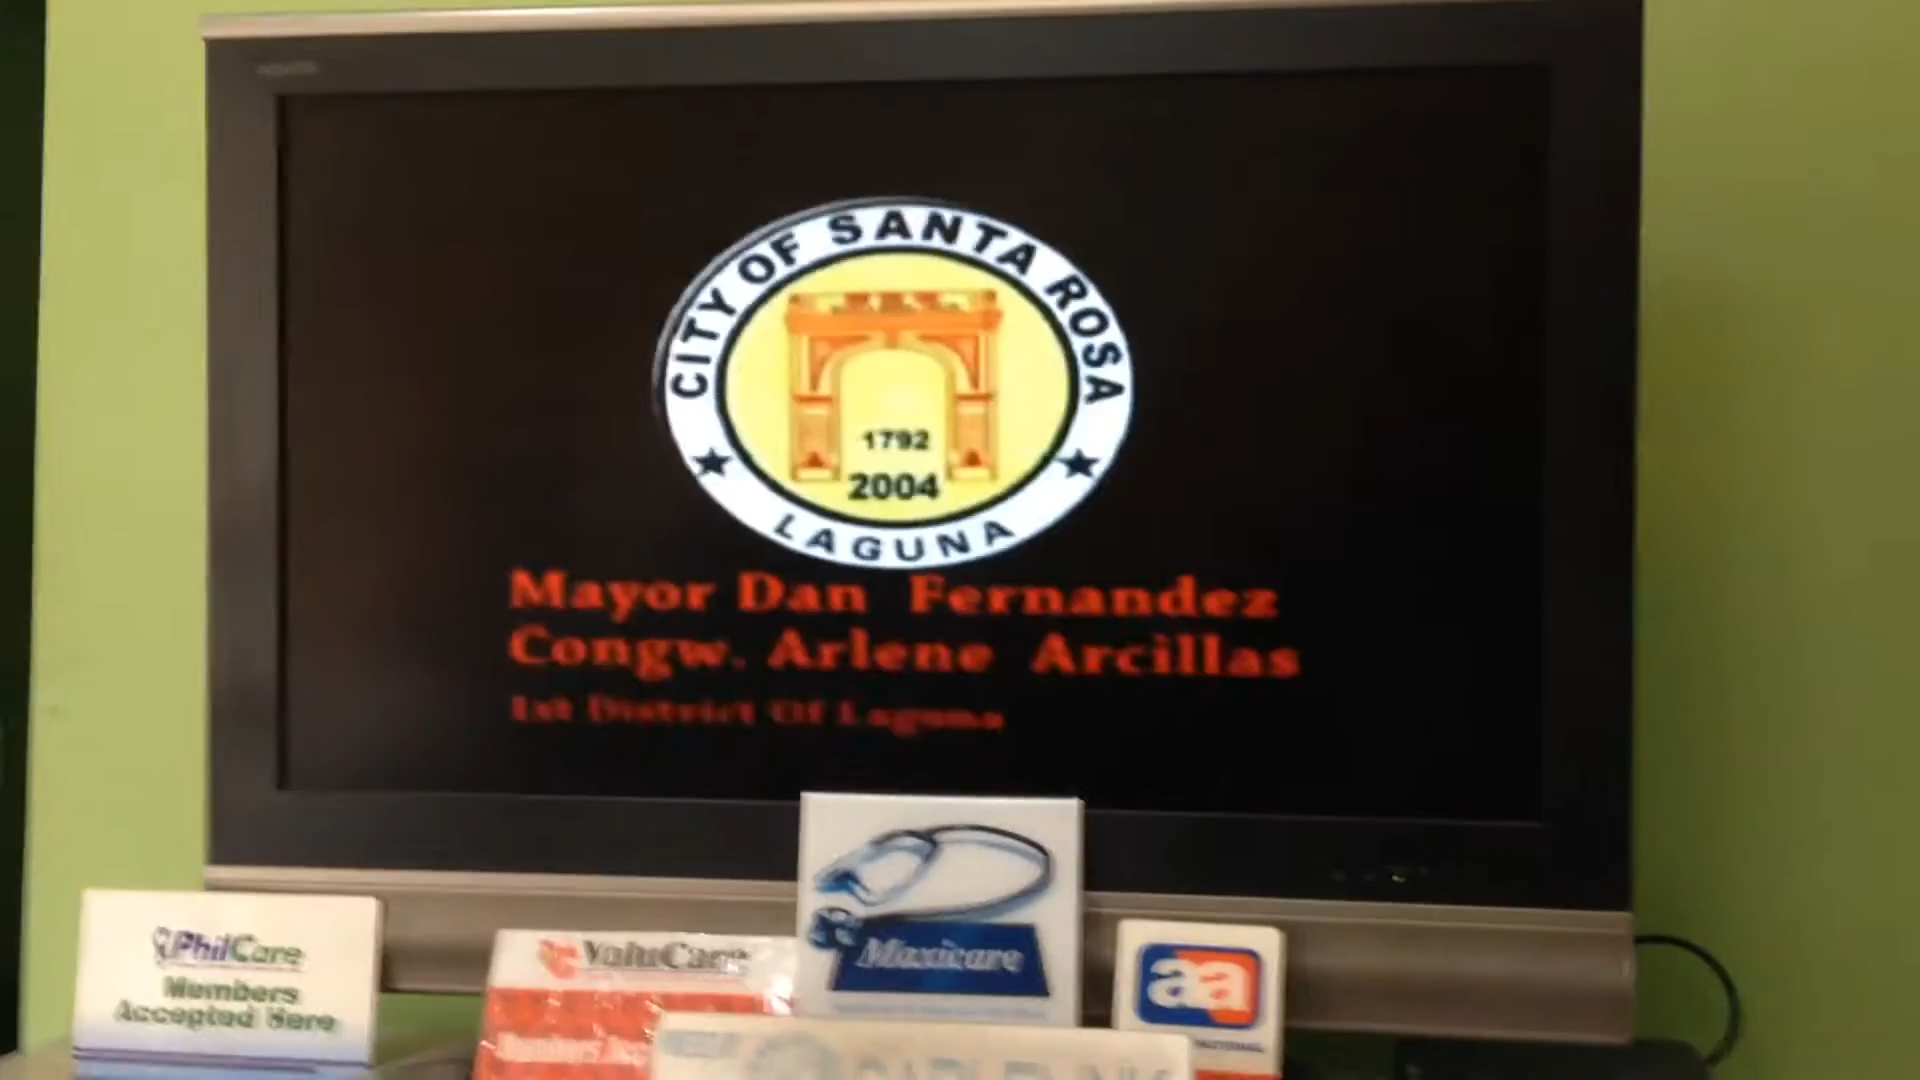 CITY OF SANTA ROSA
1792
2004
LAGUNA
Mayor Dan Fernandez
Congw. Arlene Arcillas
1st District Of Laguna
PhilCare
Members
Accepted Here
ValuCare
Maxicare
aa